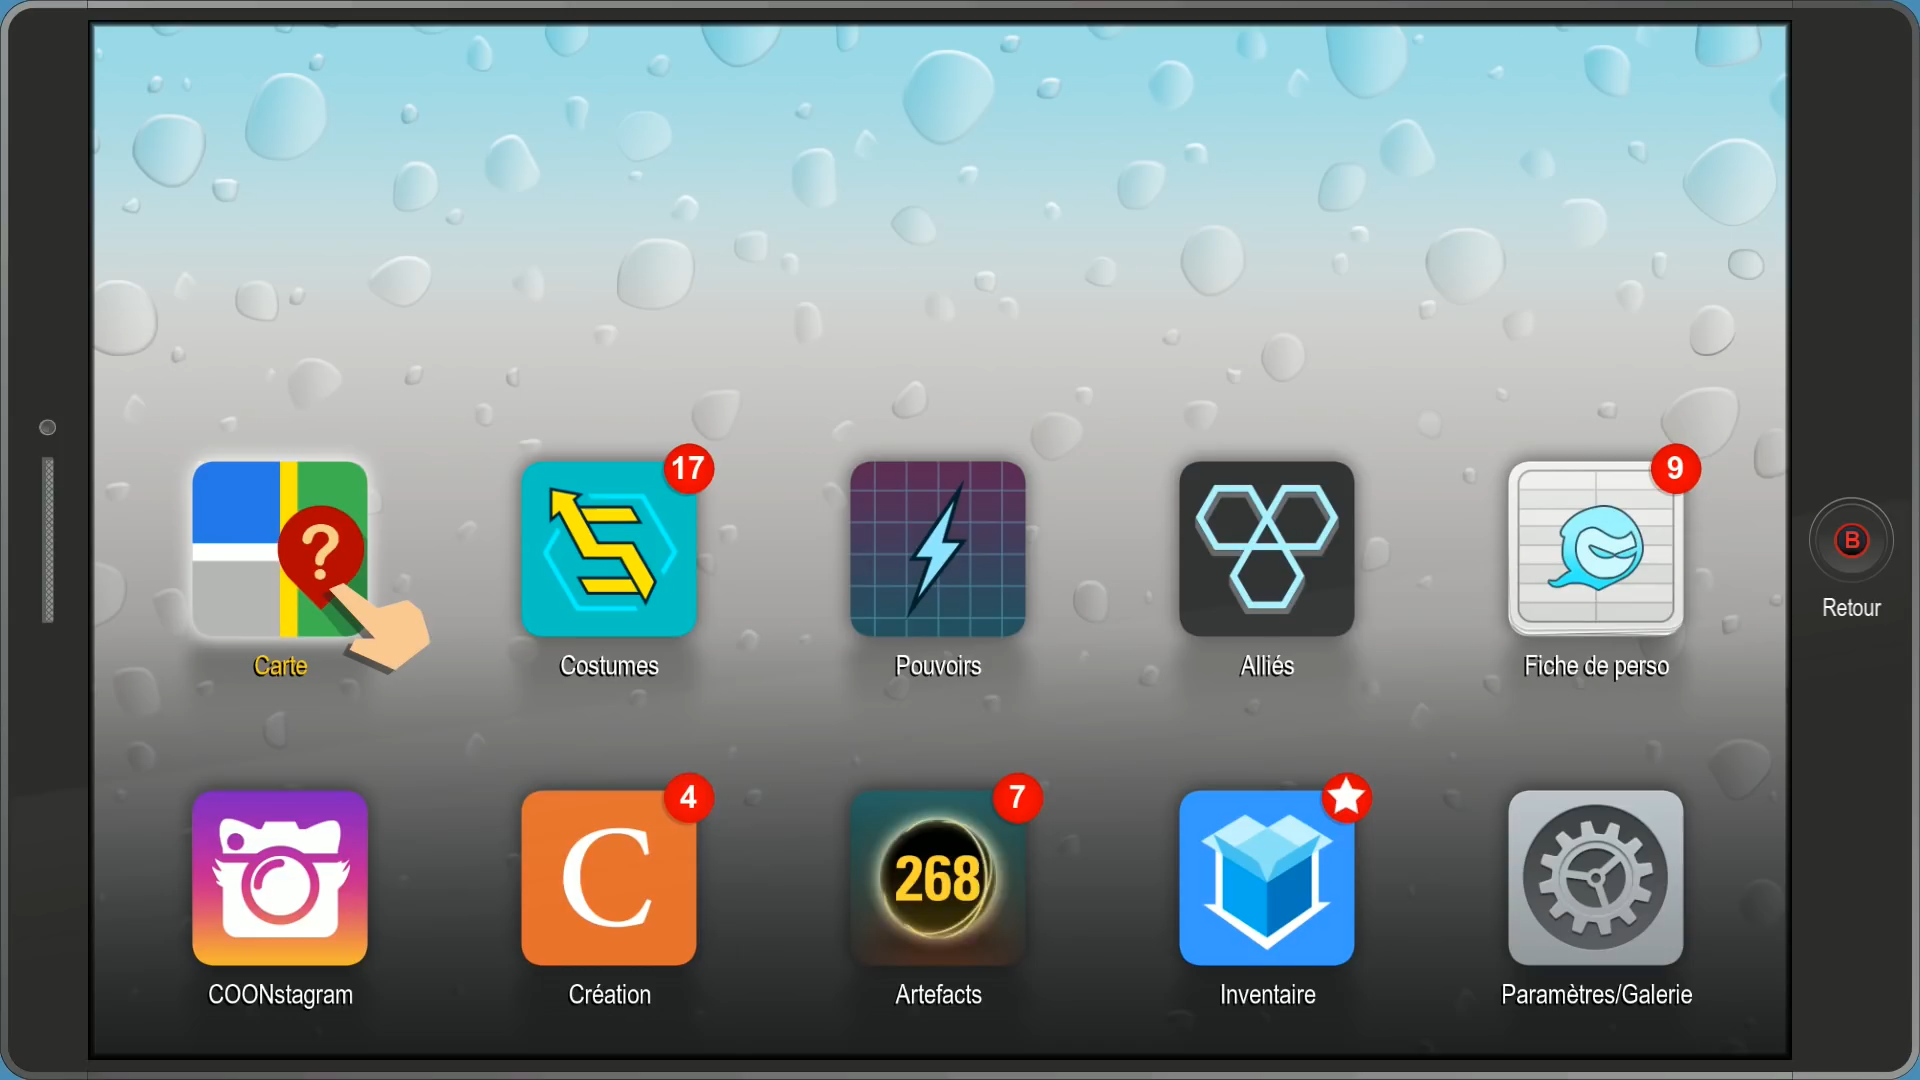 ?
17
9
B
Retour
Carte
Costumes
Pouvoirs
Alliés
Fiche de perso
4
7
C
268
COONstagram
Création
Artefacts
Inventaire
Paramètres/Galerie